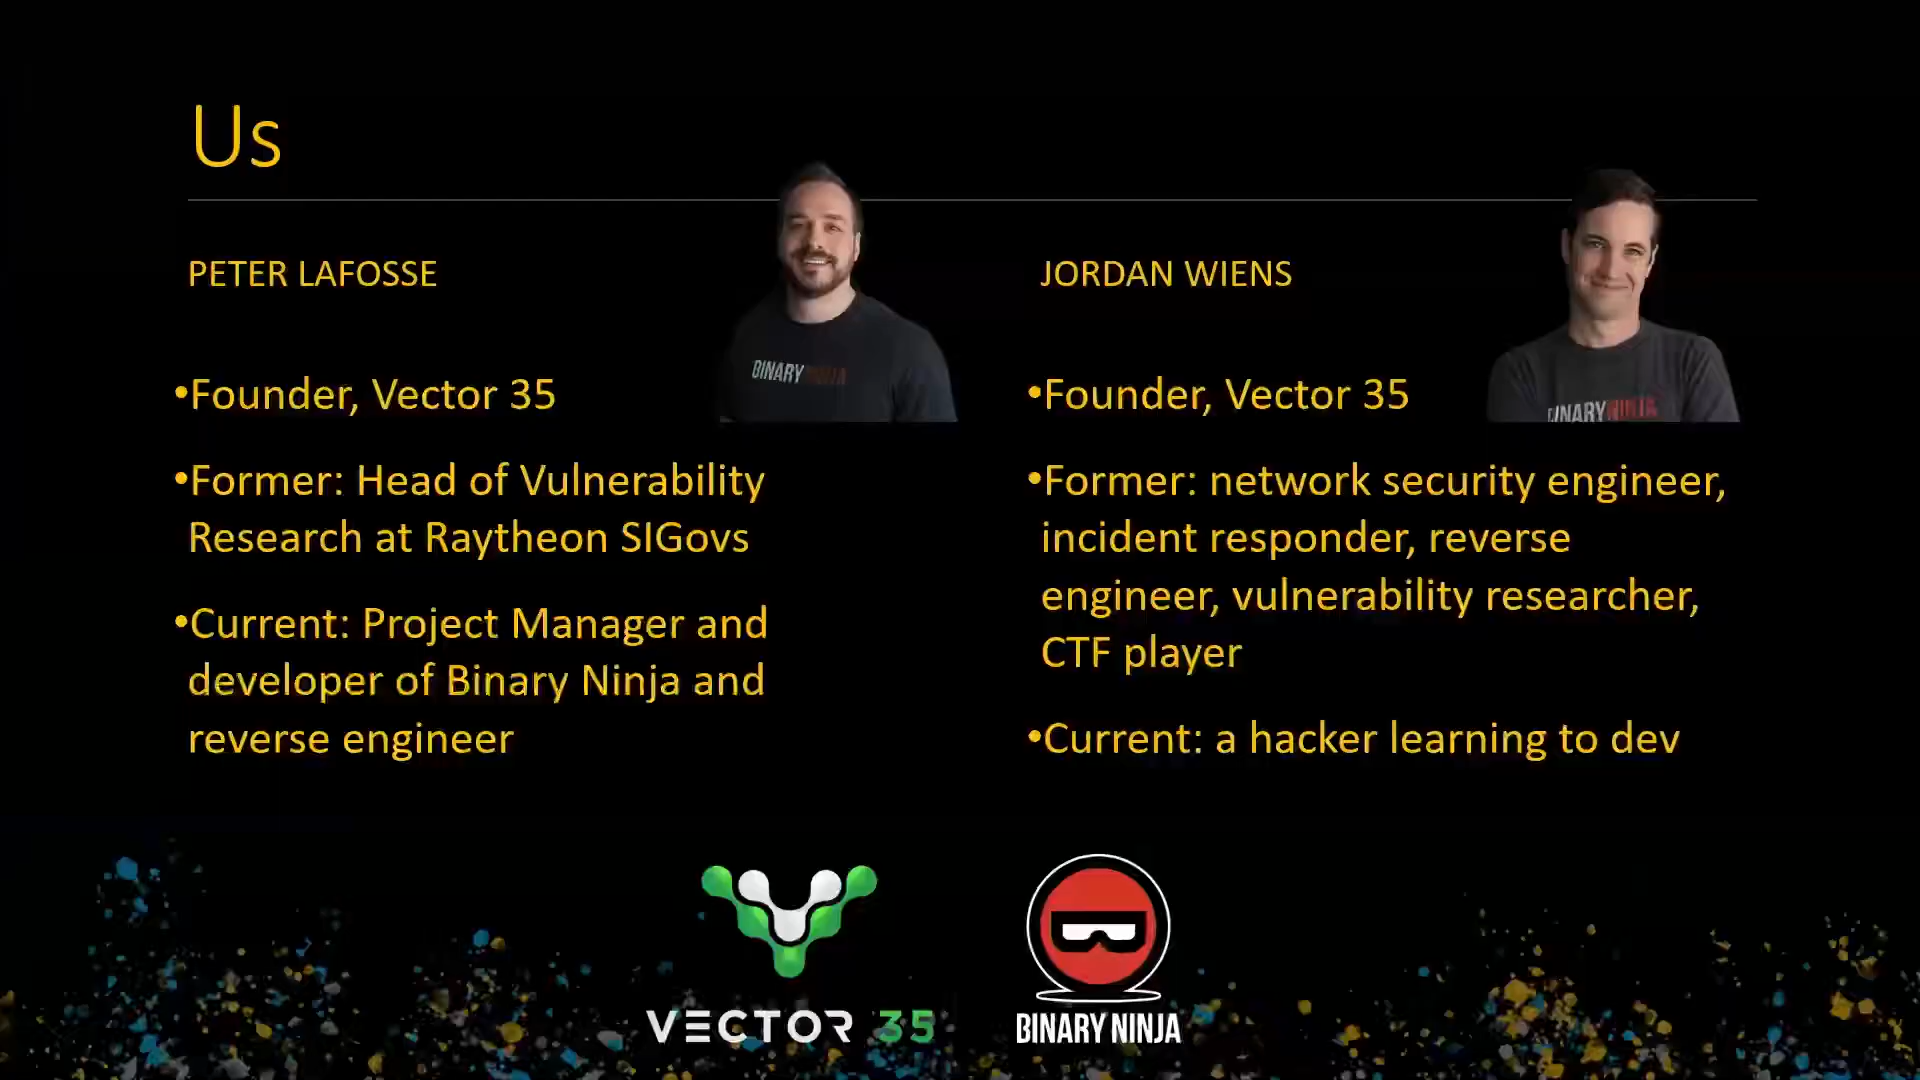 Us
PETER LAFOSSE
BINARY NINJA
•Founder, Vector 35
•Former: Head of Vulnerability
Research at Raytheon SIGovs
•Current: Project Manager and
developer of Binary Ninja and
reverse engineer
JORDAN WIENS
BINARYNINJA
•Founder, Vector 35
•Former: network security engineer,
incident responder, reverse
engineer, vulnerability researcher,
CTF player
•Current: a hacker learning to dev
VECTOR 35
BINARY NINJA